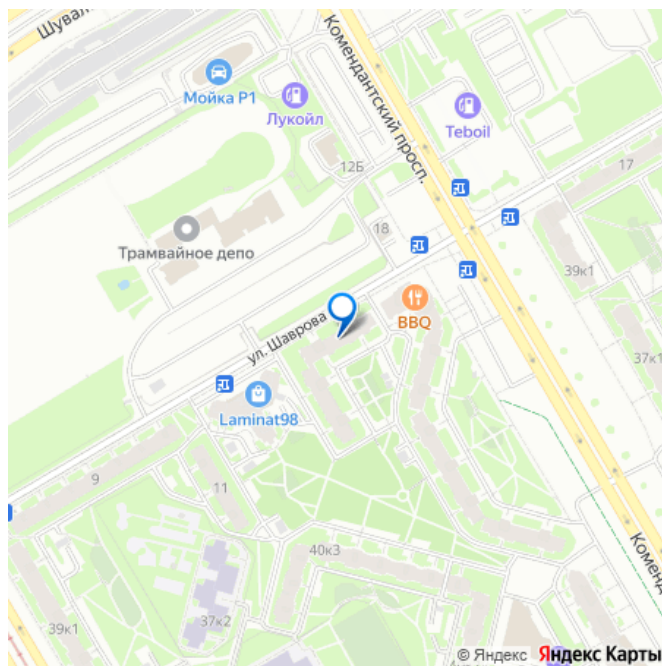 Шувал
Комендантский просп.
Мойка Р1
Лукойл
Teboil
12Б
17
18
Трамвайное депо
39к1
BBQ
ул. Шаврова
37к1
Laminat98
9
11
40к3
Коменд
37к2
39к1
44к1
© Яндекс Яндекс Карты